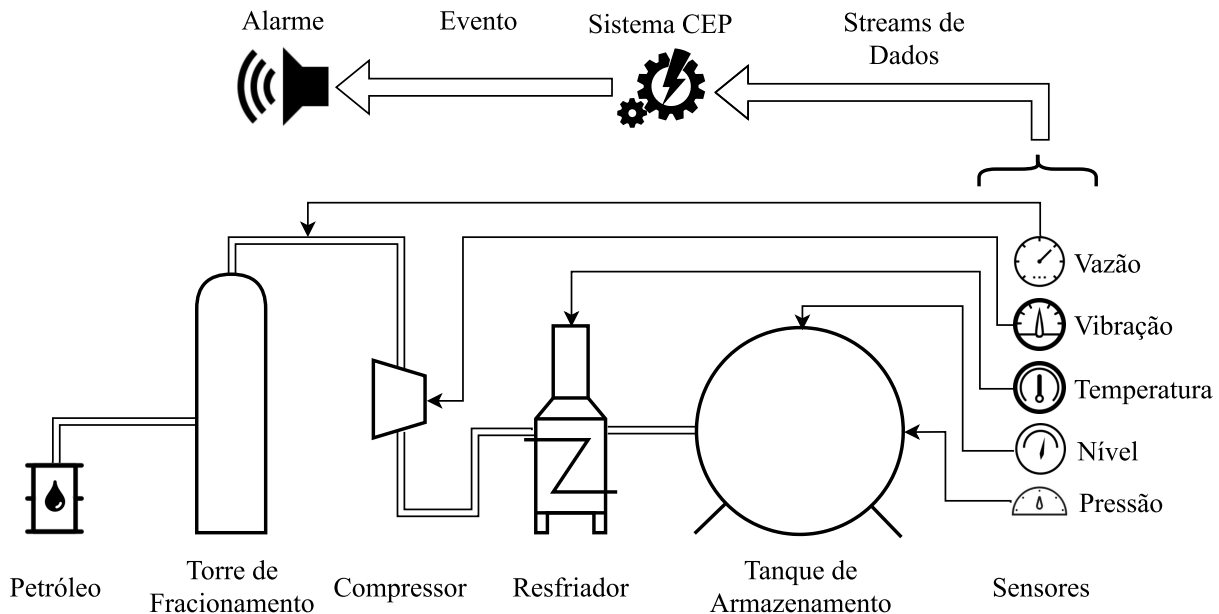 Alarme
Evento
Sistema CEP
Streams de
Dados
Vazão
Vibração
Temperatura
Nível
Pressão
Petróleo
Torre de
Fracionamento
Compressor
Resfriador
Tanque de
Armazenamento
Sensores